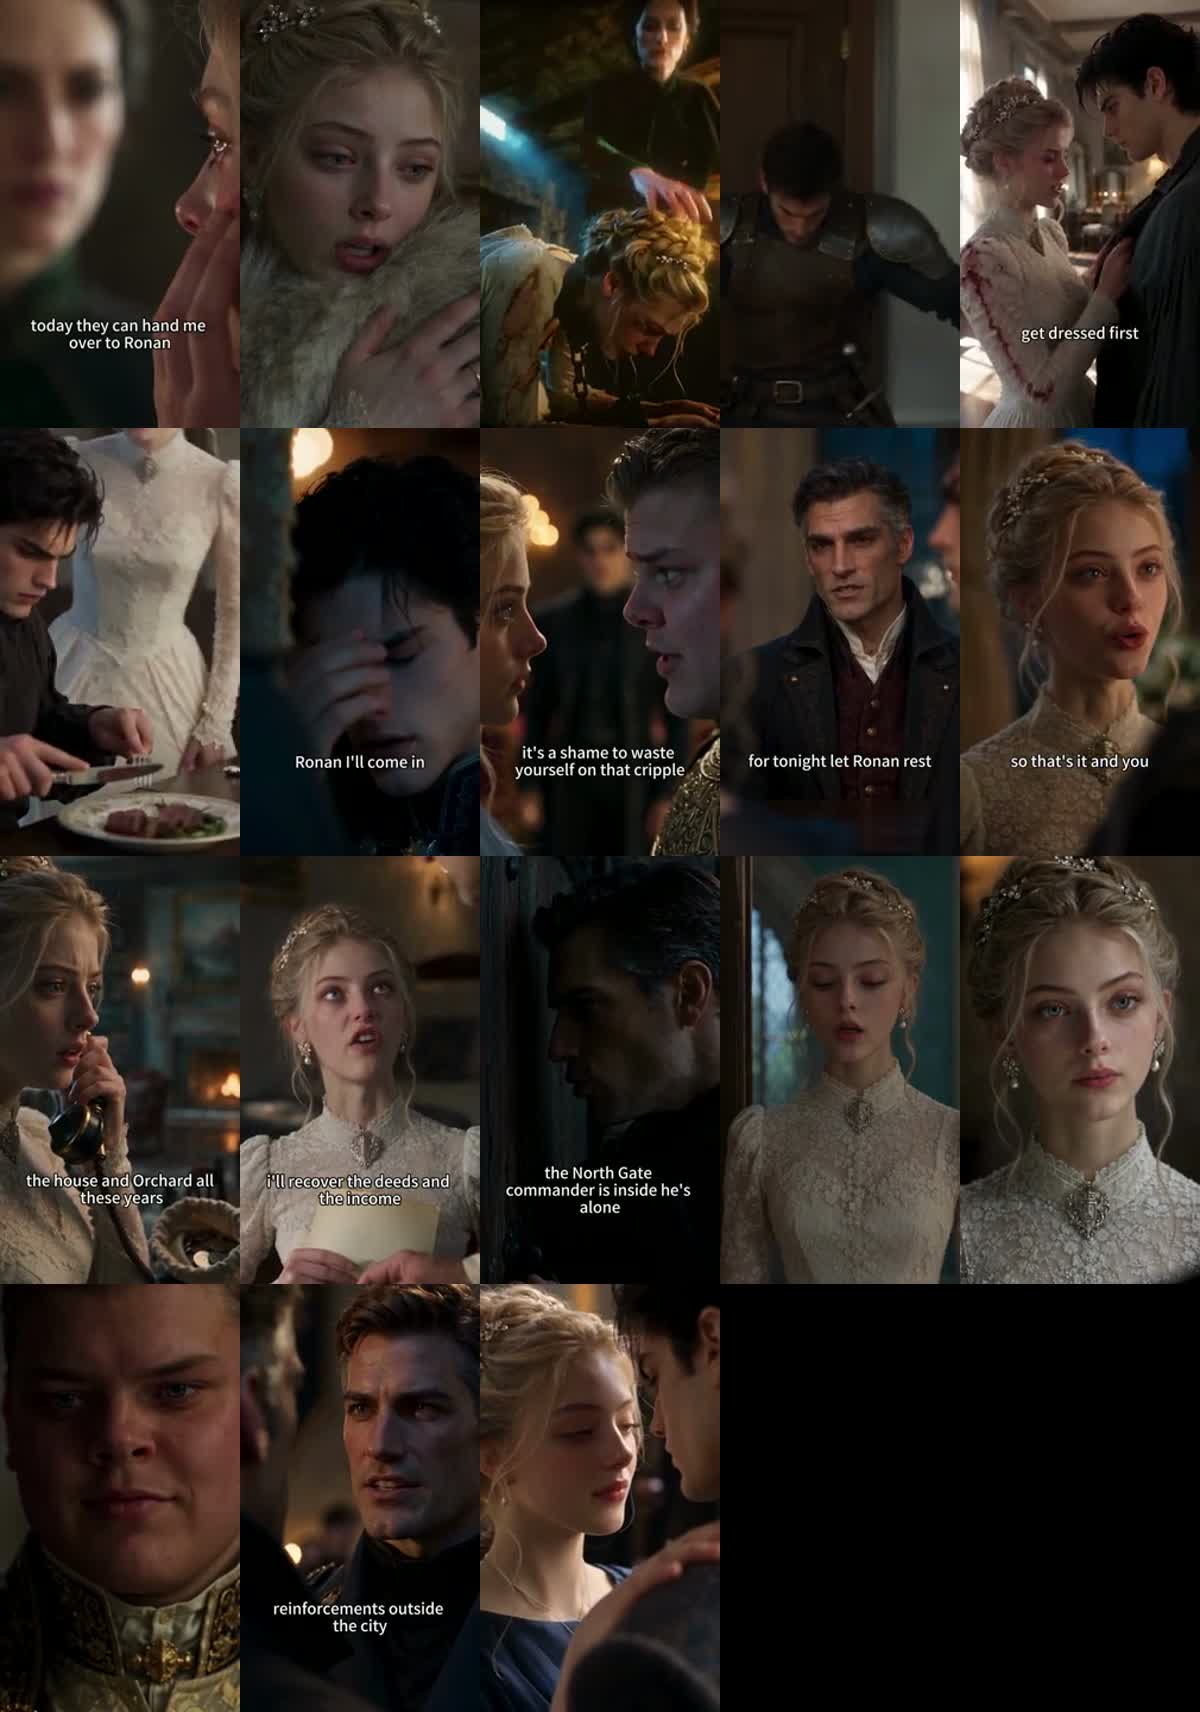 today they can hand me
over to Ronan
get dressed first
Ronan I'll come in
it's a shame to waste
yourself on that cripple
for tonight let Ronan rest
so that's it and you
the house and Orchard all
these years
i'll recover the deeds and
the income
the North Gate
commander is inside he's
alone
reinforcements outside
the city